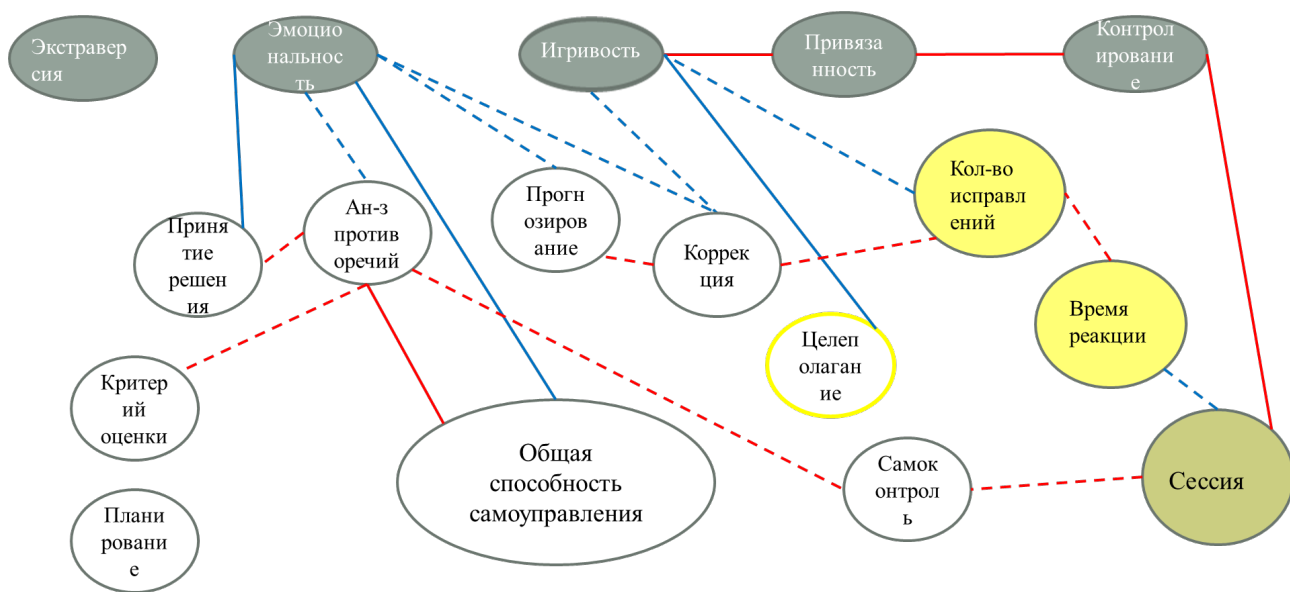 Экставер
сия
Эмоцио
нальнос
ть
Игривость
Привяза
нность
Контрол
ировани
е
Кол-во
исправл
ений
Прогн
озиров
ание
Ан-з
против
оречий
Приня
тие
решен
ия
Коррек
ция
Время
реакции
Целеп
олаган
ие
Критер
ий
оценки
Общая
способность
самоуправления
Самок
онтрол
ь
Сессия
Плани
ровани
е